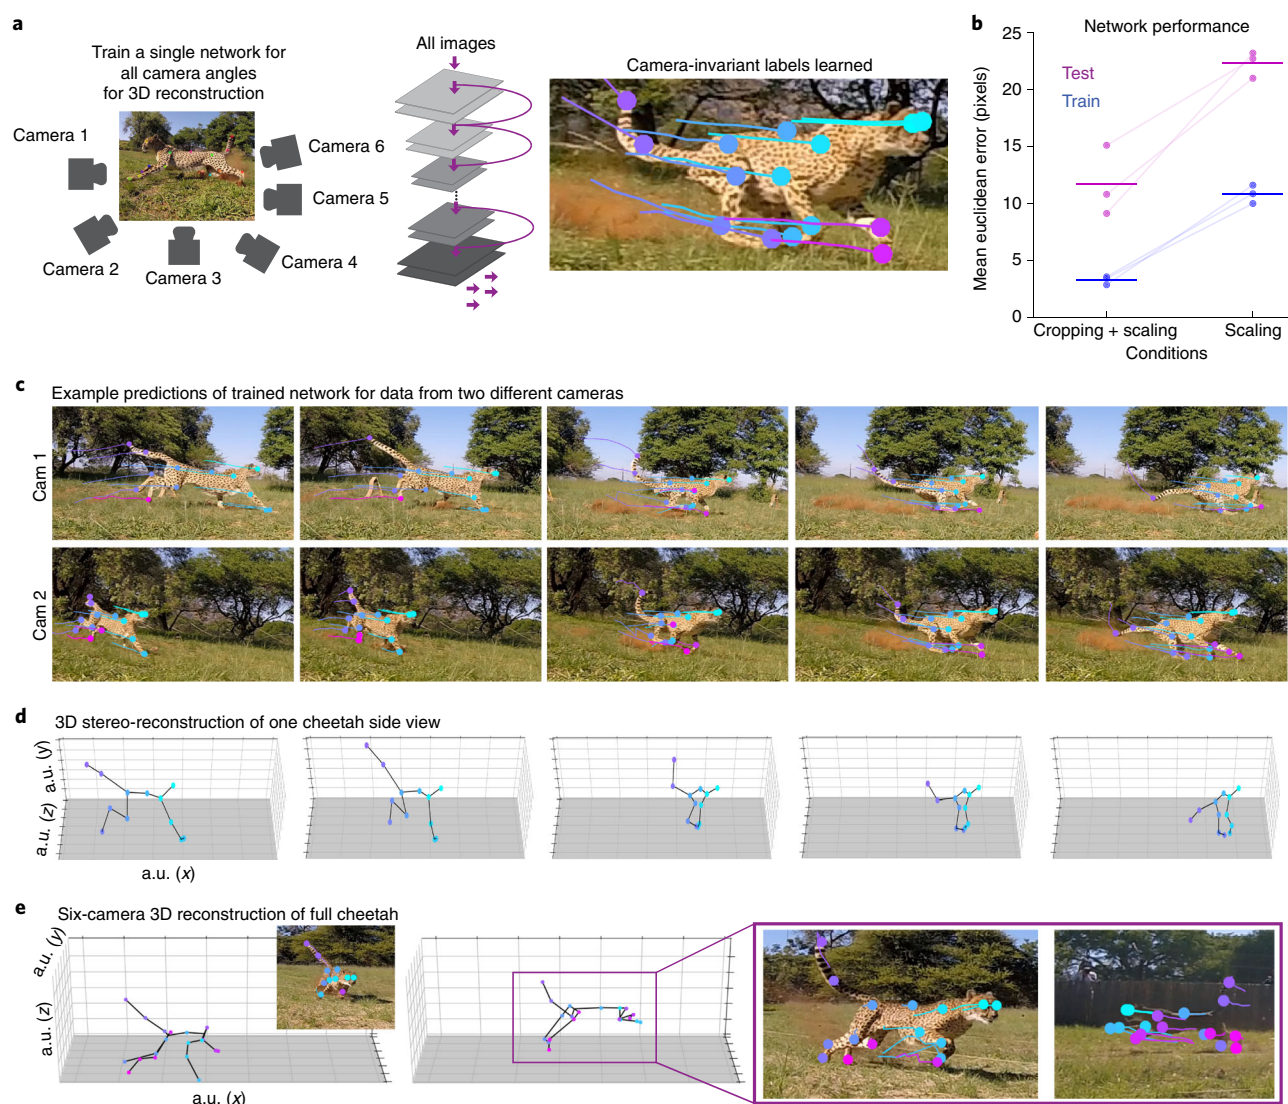 a
Train a single network for
all camera angles
for 3D reconstruction
Camera 1
Camera 2
Camera 3
Camera 4
Camera 5
Camera 6
All images
Camera-invariant labels learned
b
Network performance
Mean euclidean error (pixels)
25
20
15
10
5
0
Test
Train
Cropping + scaling
Scaling
Conditions
c
Example predictions of trained network for data from two different cameras
Cam 1
Cam 2
d
3D stereo-reconstruction of one cheetah side view
a.u. (y)
a.u. (z)
a.u. (x)
e
Six-camera 3D reconstruction of full cheetah
a.u. (y)
a.u. (z)
a.u. (x)